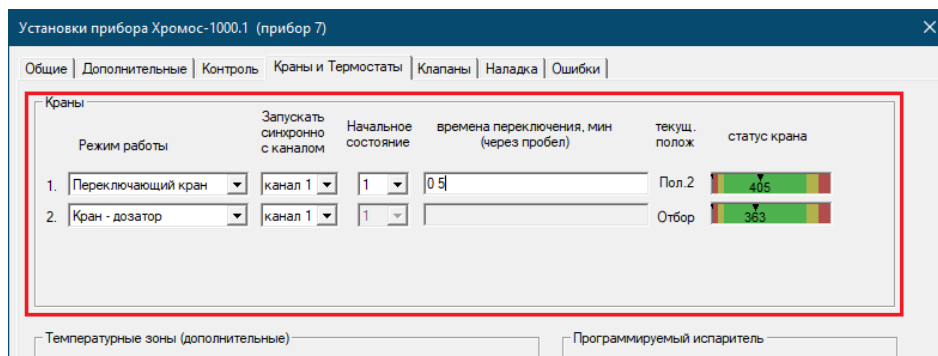 Установки прибора Хромос-1000.1 (прибор 7)
Общие Дополнительные Контроль Краны и Термостаты Клапаны Наладка Ошибки
Краны
Режим работы Запускать синхронно с каналом Начальное состояние времена переключения, мин (через пробел) текущ. полож статус крана
1. Переключающий кран канал 1 1 0 5 Пол.2 405
2. Кран - дозатор канал 1 1 Отбор 363
Температурные зоны (дополнительные) Программируемый испаритель